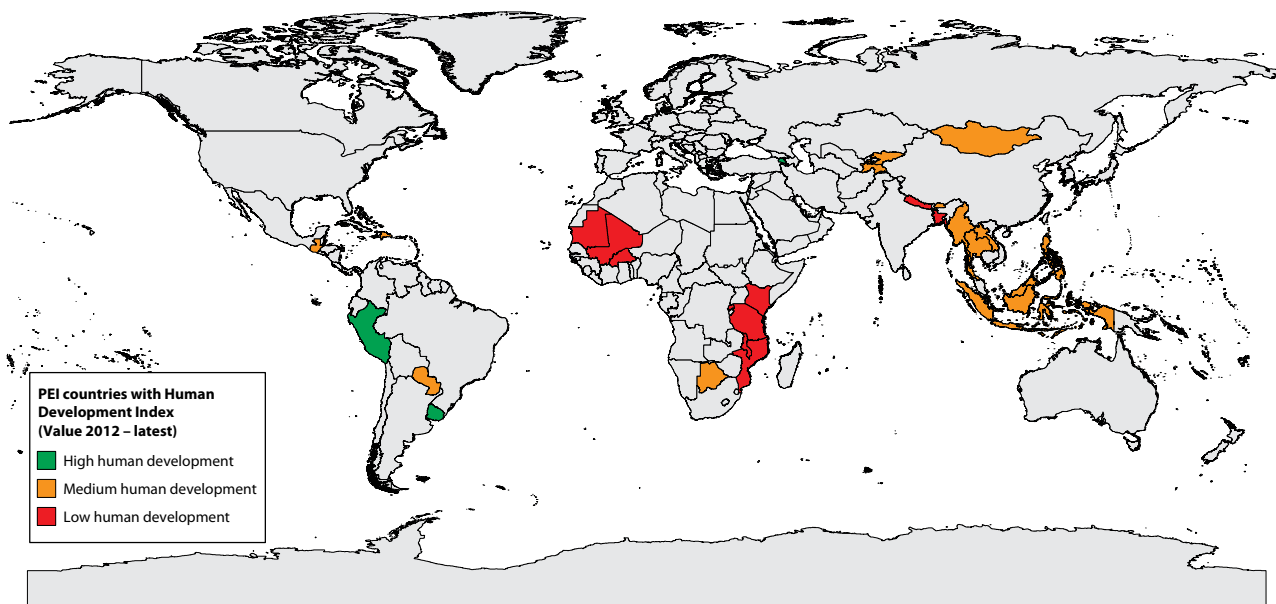 PEI countries with Human
Development Index
(Value 2012 – latest)
High human development
Medium human development
Low human development